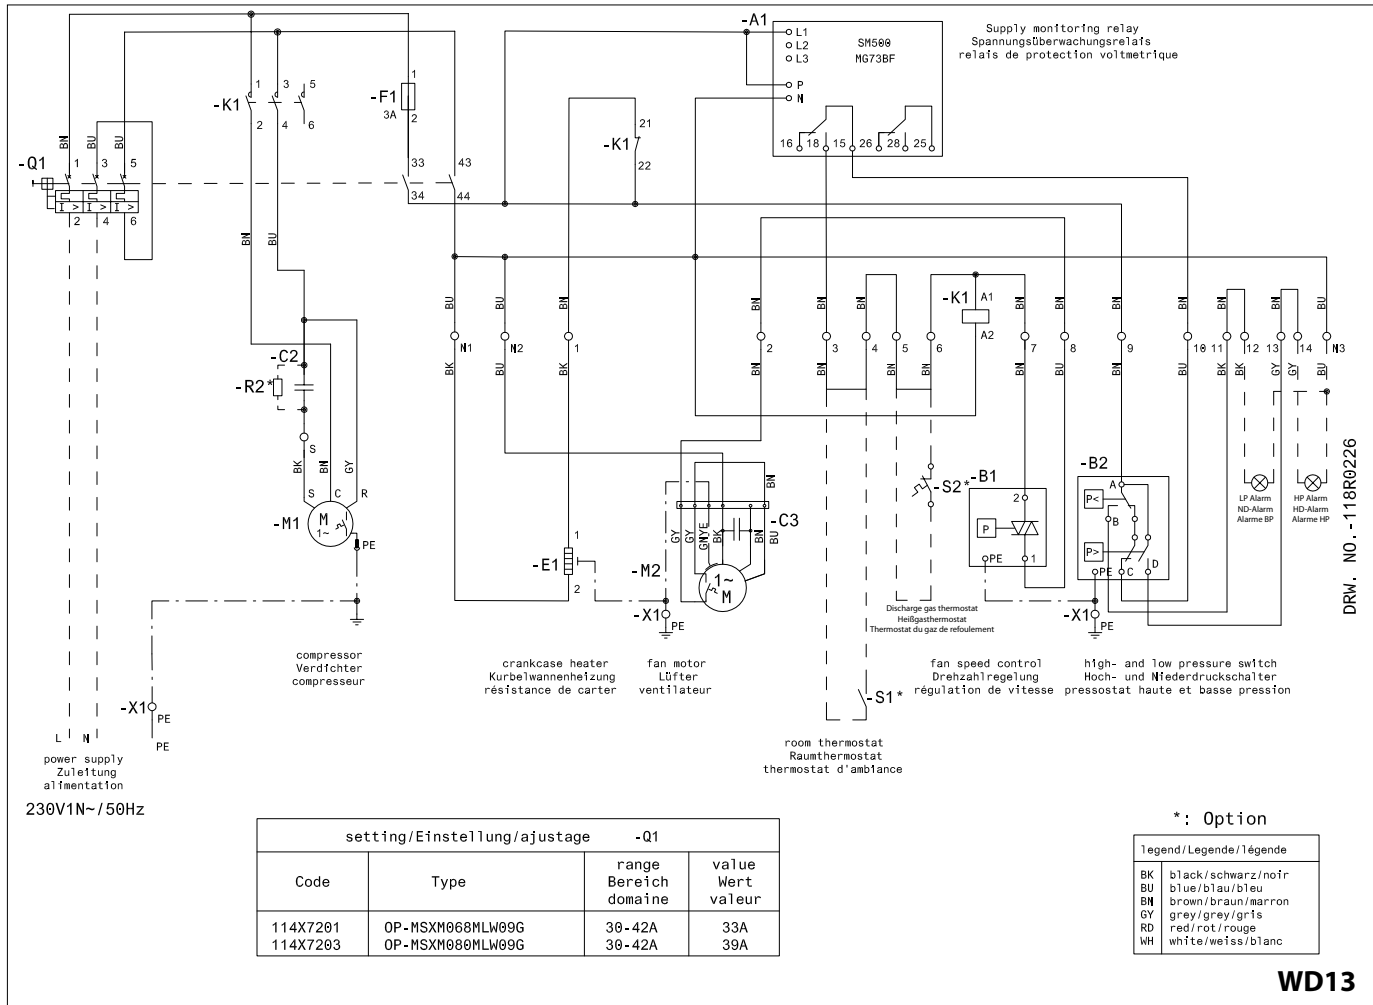 -A1
L1
L2
L3
P
N
SM500
MG73BF
16 18 15 26 28 25
Supply monitoring relay
Spannungsüberwachungsrelais
relais de protection voltmetrique
-K1
1 3 5
2 4 6
-F1
3A
1
2
-K1
21
22
-Q1
BN BU BU
1 3 5
I > I > I >
2 4 6
33 43
34 44
BN BU
BU BN BN BN BN BN BN BN BN BN BN BN BN BN BU
-K1 A1
A2
N1 N2 1 2 3 4 5 6 7 8 9 10 11 12 13 14 N3
BK BU BK BN BN BU BU BN BN BN BN BU BK BK GY GY BU
-C2
-R2*
S
BK BN GY
S C R
-M1
M
1~
PE
-E1
1
2
GY GY GNYE BK BN BU
BN
-C3
-M2
1~
M
-X1
PE
-S2*
Discharge gas thermostat
Heißgasthermostat
Thermostat du gaz de refoulement
-B1
2
P
PE 1
-B2
A
P<
B
P>
D
PE C
-X1
PE
LP Alarm
ND-Alarm
Alarme BP
HP Alarm
HD-Alarm
Alarme HP
DRW. NO.-118R0226
compressor
Verdichter
compresseur
crankcase heater
Kurbelwannenheizung
résistance de carter
fan motor
Lüfter
ventilateur
fan speed control
Drehzahlregelung
régulation de vitesse
high- and low pressure switch
Hoch- und Niederdruckschalter
pressostat haute et basse pression
-S1*
room thermostat
Raumthermostat
thermostat d'ambiance
-X1
PE
PE
L N
power supply
Zuleitung
alimentation
230V1N~/50Hz
setting/Einstellung/ajustage -Q1
Code Type range Bereich domaine value Wert valeur
114X7201 OP-MSXM068MLW09G 30-42A 33A
114X7203 OP-MSXM080MLW09G 30-42A 39A
*: Option
legend/Legende/légende
BK black/schwarz/noir
BU blue/blau/bleu
BN brown/braun/marron
GY grey/grey/gris
RD red/rot/rouge
WH white/weiss/blanc
WD13